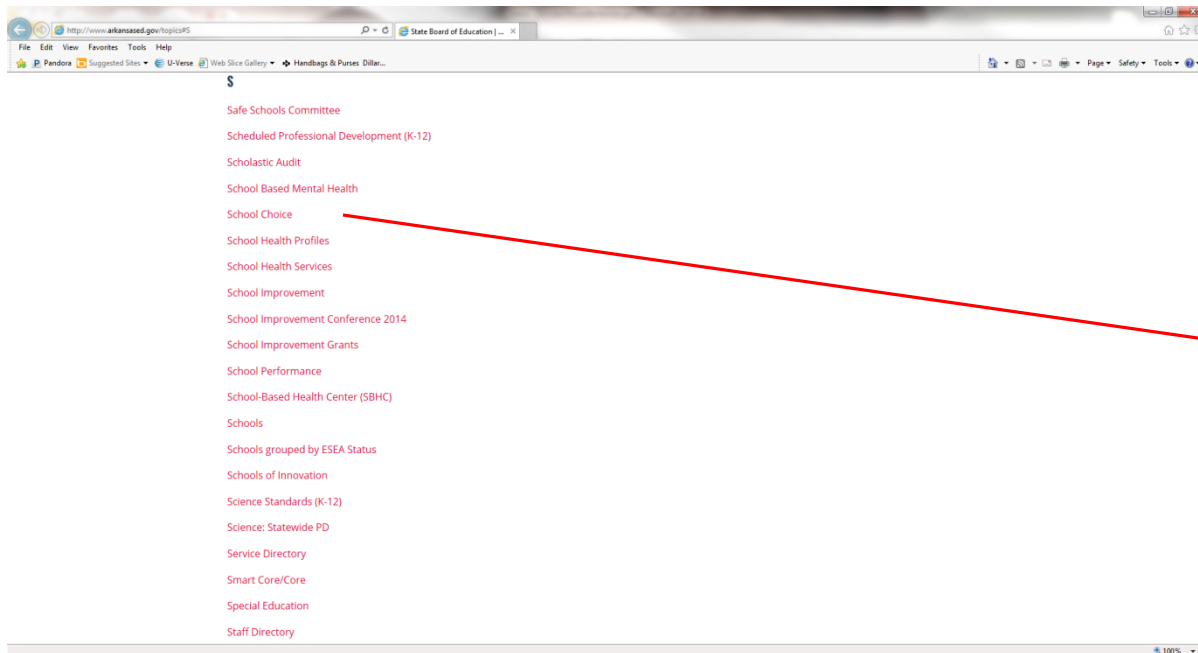 http://www.arkansased.gov/topics#S
State Board of Education | ...
File Edit View Favorites Tools Help
Pandora Suggested Sites U-Verse Web Slice Gallery Handbags & Purses Dillar...
Page Safety Tools
S
Safe Schools Committee
Scheduled Professional Development (K-12)
Scholastic Audit
School Based Mental Health
School Choice
School Health Profiles
School Health Services
School Improvement
School Improvement Conference 2014
School Improvement Grants
School Performance
School-Based Health Center (SBHC)
Schools
Schools grouped by ESEA Status
Schools of Innovation
Science Standards (K-12)
Science: Statewide PD
Service Directory
Smart Core/Core
Special Education
Staff Directory
100%